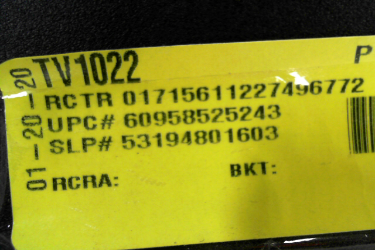 TV1022
P
RCTR 01715611227496772
UPC# 60958525243
SLP# 53194801603
RCRA: BKT:
01-20-20